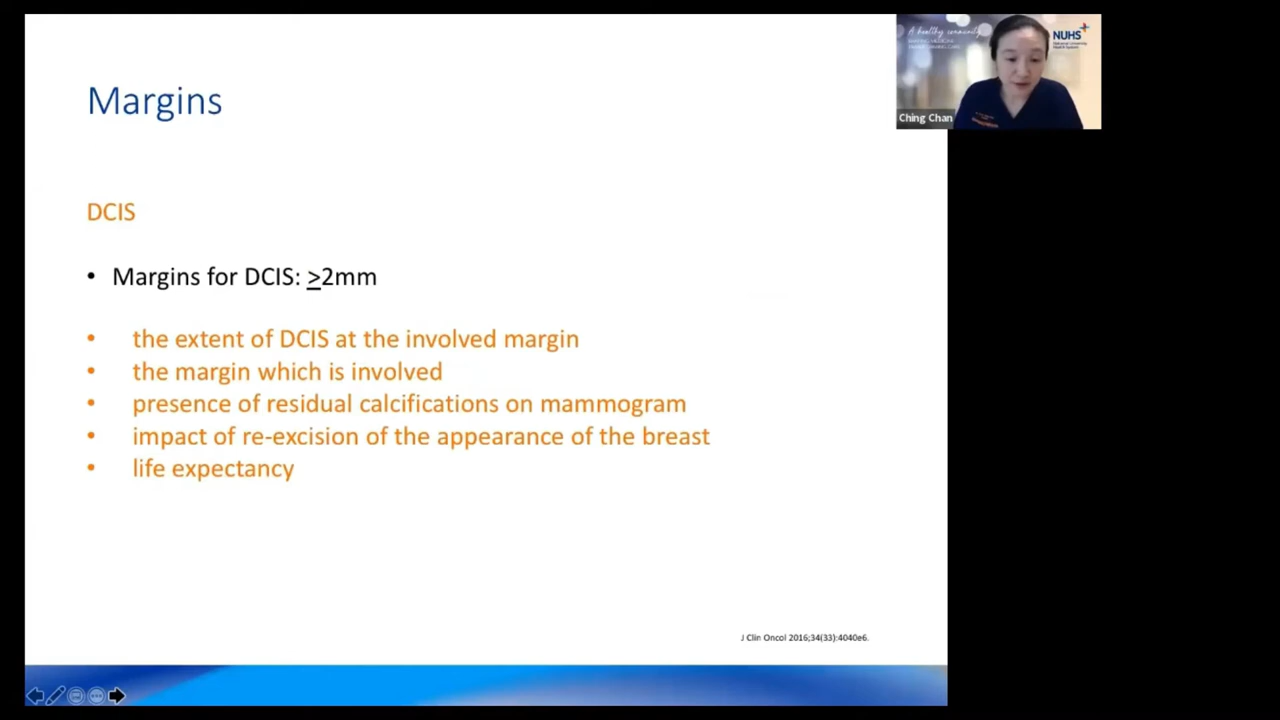 Margins
DCIS
• Margins for DCIS: ≥2mm
• the extent of DCIS at the involved margin
• the margin which is involved
• presence of residual calcifications on mammogram
• impact of re-excision of the appearance of the breast
• life expectancy
J Clin Oncol 2016;34(33):4040e6.
A healthy community
NUHS
National University
Health System
Ching Chan